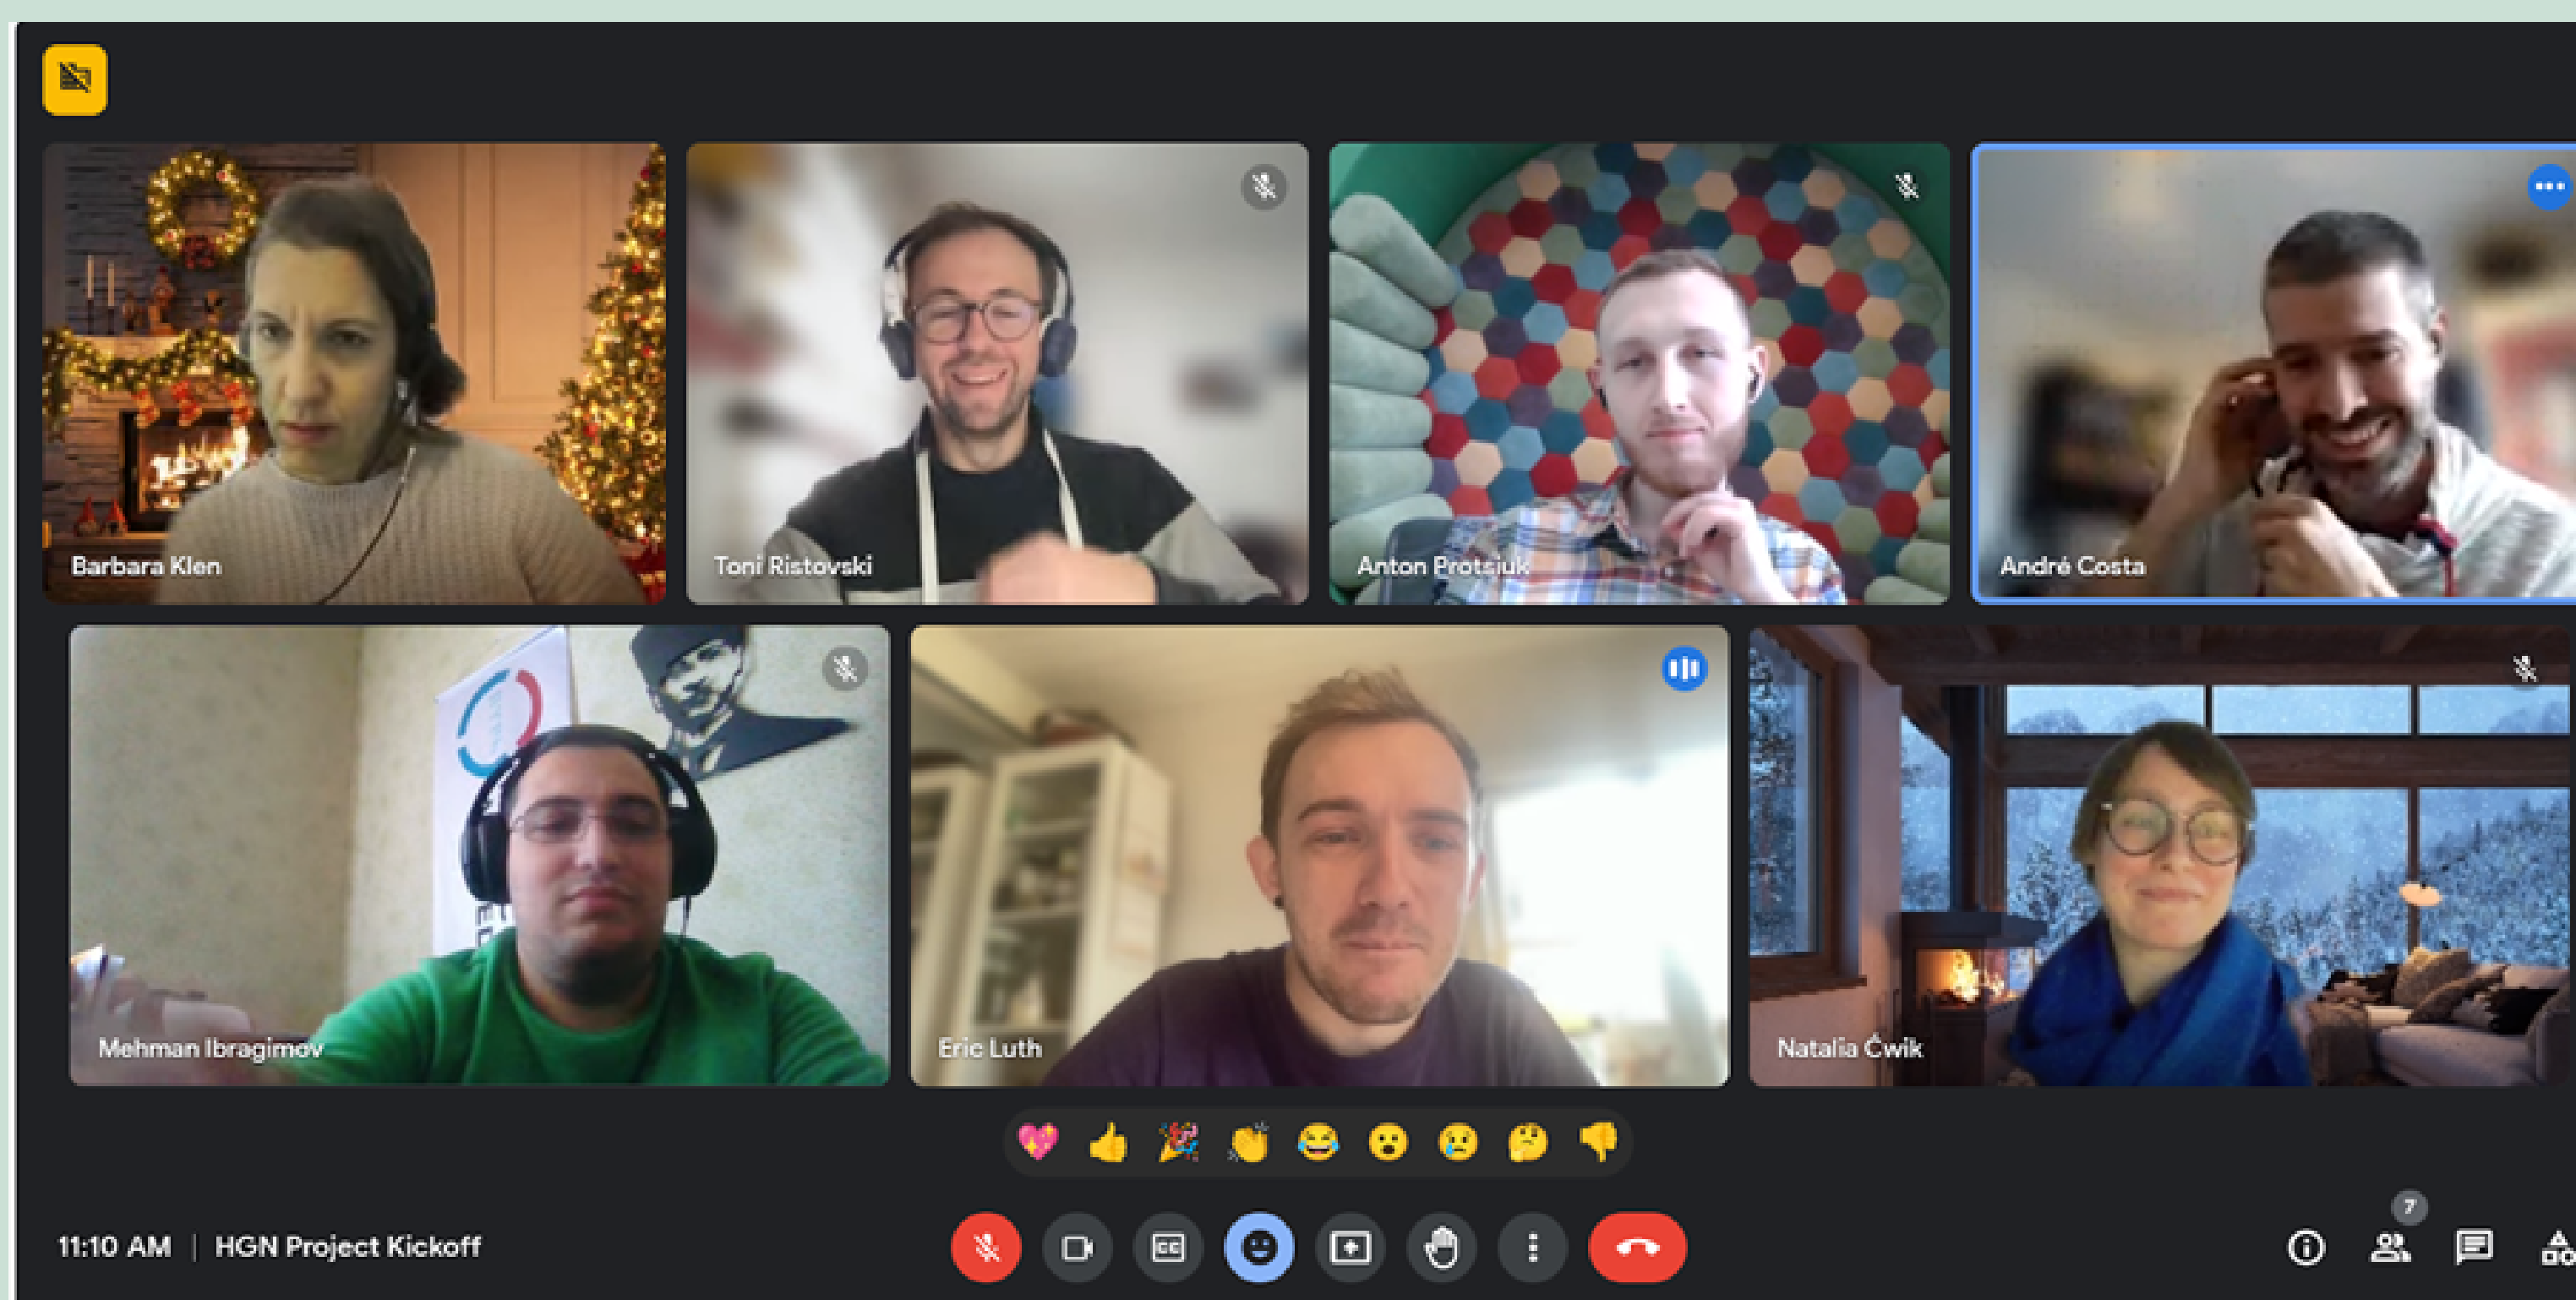 Barbara Klen
Toni Ristovski
Anton Protsiuk
André Costa
Mehman Ibragimov
Eric Luth
Natalia Ćwik
CC
7
11:10 AM | HGN Project Kickoff